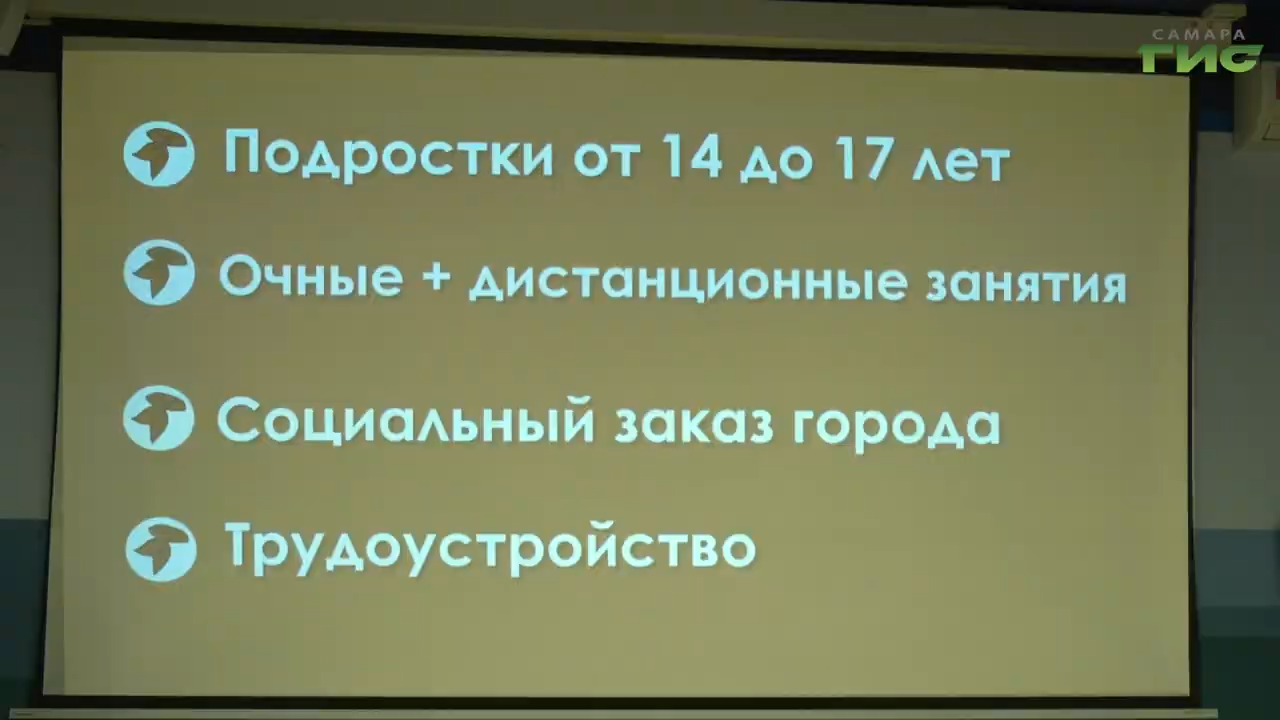 САМАРА
ГИС
Подростки от 14 до 17 лет
Очные + дистанционные занятия
Социальный заказ города
Трудоустройство